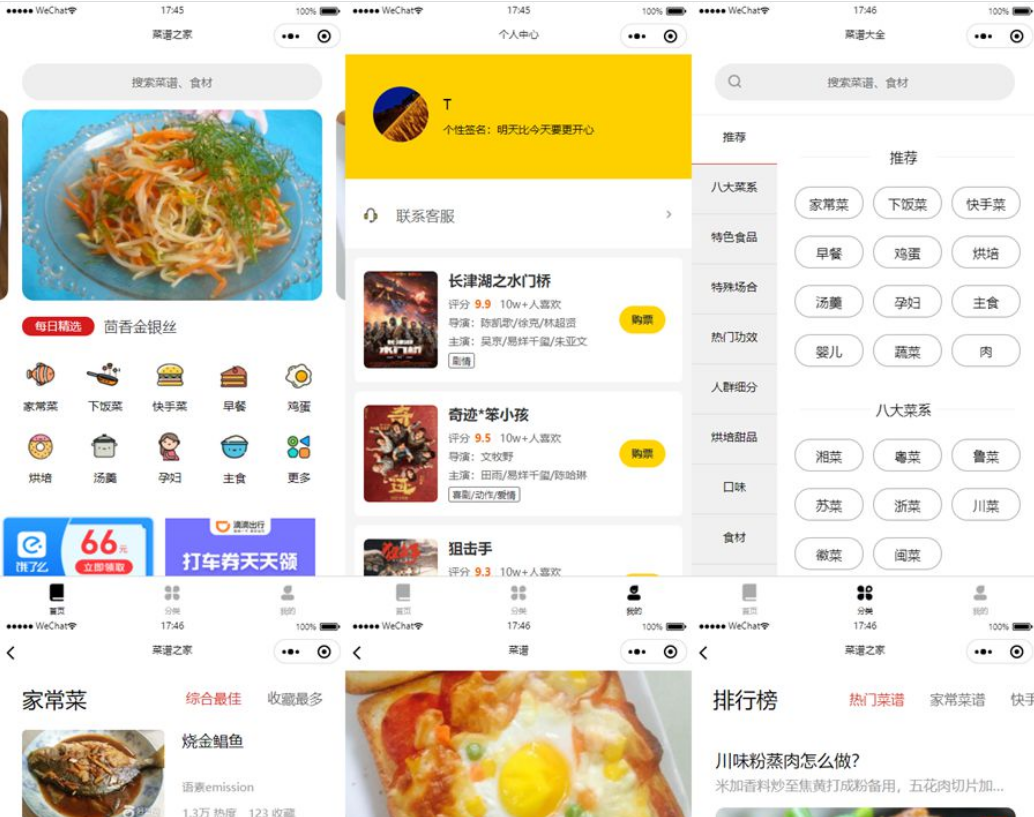 WeChat 17:45 100%
菜谱之家
搜索菜谱、食材
每日精选 茴香金银丝
家常菜 下饭菜 快手菜 早餐 鸡蛋
烘培 汤羹 孕妇 主食 更多
饿了么 66元 立即领取
滴滴出行
打车券天天领
首页 分类 我的
WeChat 17:45 100%
个人中心
T
个性签名：明天比今天要更开心
联系客服
长津湖之水门桥
评分 9.9 10w+人喜欢
导演：陈凯歌/徐克/林超贤
主演：吴京/易烊千玺/朱亚文
剧情
购票
奇迹*笨小孩
评分 9.5 10w+人喜欢
导演：文牧野
主演：田雨/易烊千玺/陈哈琳
喜剧/动作/爱情
购票
狙击手
评分 9.3 10w+人喜欢
首页 分类 我的
WeChat 17:46 100%
菜谱大全
搜索菜谱、食材
推荐
八大菜系
特色食品
特殊场合
热门功效
人群细分
烘培甜品
口味
食材
推荐
家常菜 下饭菜 快手菜
早餐 鸡蛋 烘培
汤羹 孕妇 主食
婴儿 蔬菜 肉
八大菜系
湘菜 粤菜 鲁菜
苏菜 浙菜 川菜
徽菜 闽菜
首页 分类 我的
WeChat 17:46 100%
菜谱之家
家常菜 综合最佳 收藏最多
烧金鲳鱼
语素emission
1.3万 热度 123 收藏
WeChat 17:46 100%
菜谱
WeChat 17:46 100%
菜谱之家
排行榜 热门菜谱 家常菜谱 快手
川味粉蒸肉怎么做?
米加香料炒至焦黄打成粉备用，五花肉切片加...